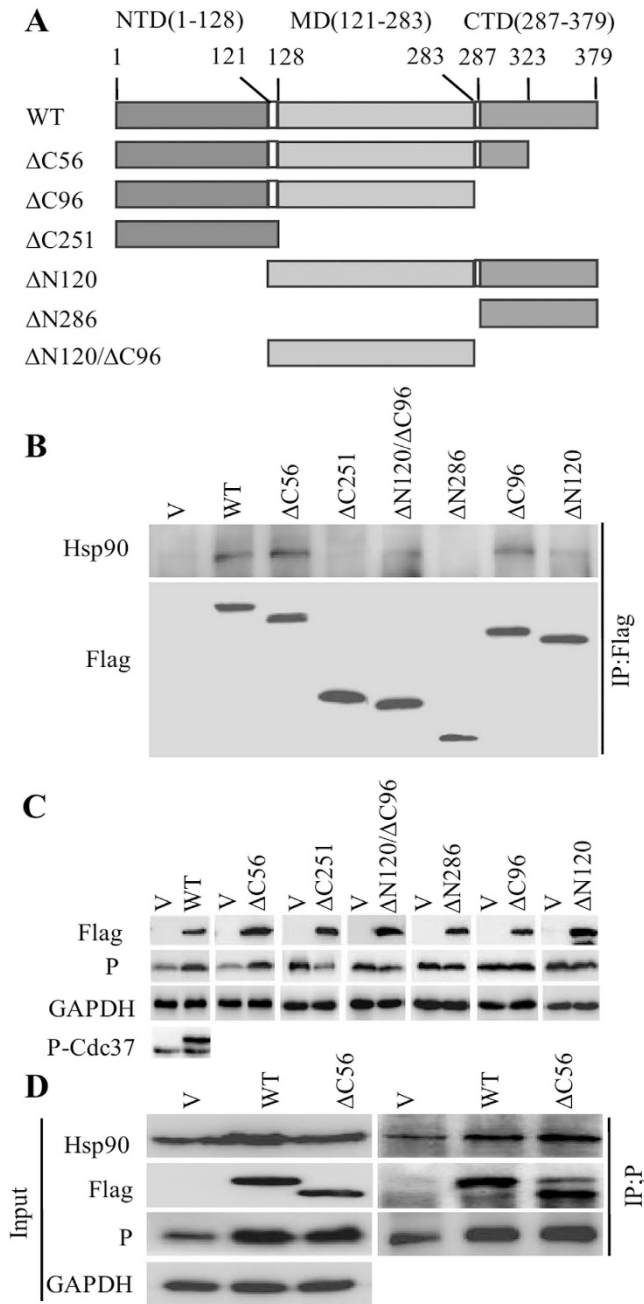 A
NTD(1-128) MD(121-283) CTD(287-379)
1 121 128 283 287 323 379
WT
ΔC56
ΔC96
ΔC251
ΔN120
ΔN286
ΔN120/ΔC96
B
V WT ΔC56 ΔC251 ΔN120/ΔC96 ΔN286 ΔC96 ΔN120
Hsp90
Flag
IP:Flag
C
V WT V ΔC56 V ΔC251 V ΔN120/ΔC96 V ΔN286 V ΔC96 V ΔN120
Flag
P
GAPDH
P-Cdc37
D
V WT ΔC56 V WT ΔC56
Hsp90
Flag
P
GAPDH
Input
IP:P